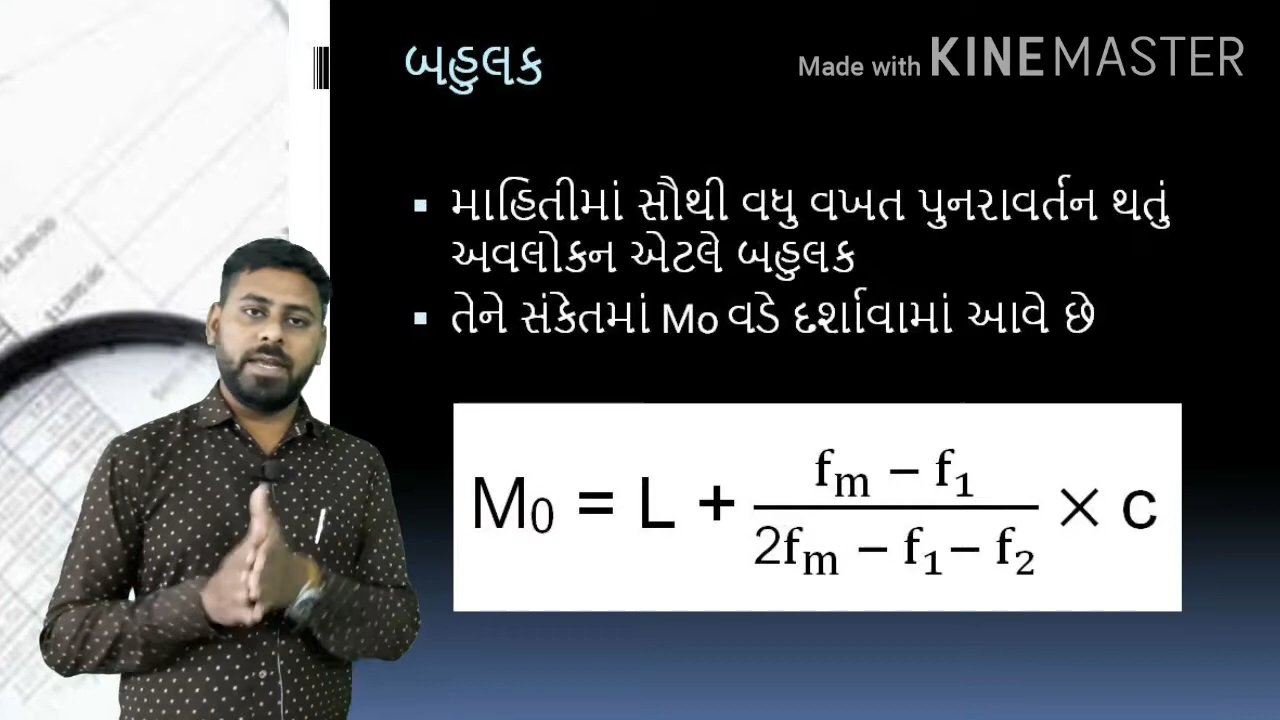 બહુલક
Made with KINEMASTER
માહિતીમાં સૌથી વધુ વખત પુનરાવર્તન થતું
અવલોકન એટલે બહુલક
તેને સંકેતમાં Mo વડે દર્શાવામાં આવે છે
M₀ = L + (fₘ − f₁) / (2fₘ − f₁ − f₂) × c